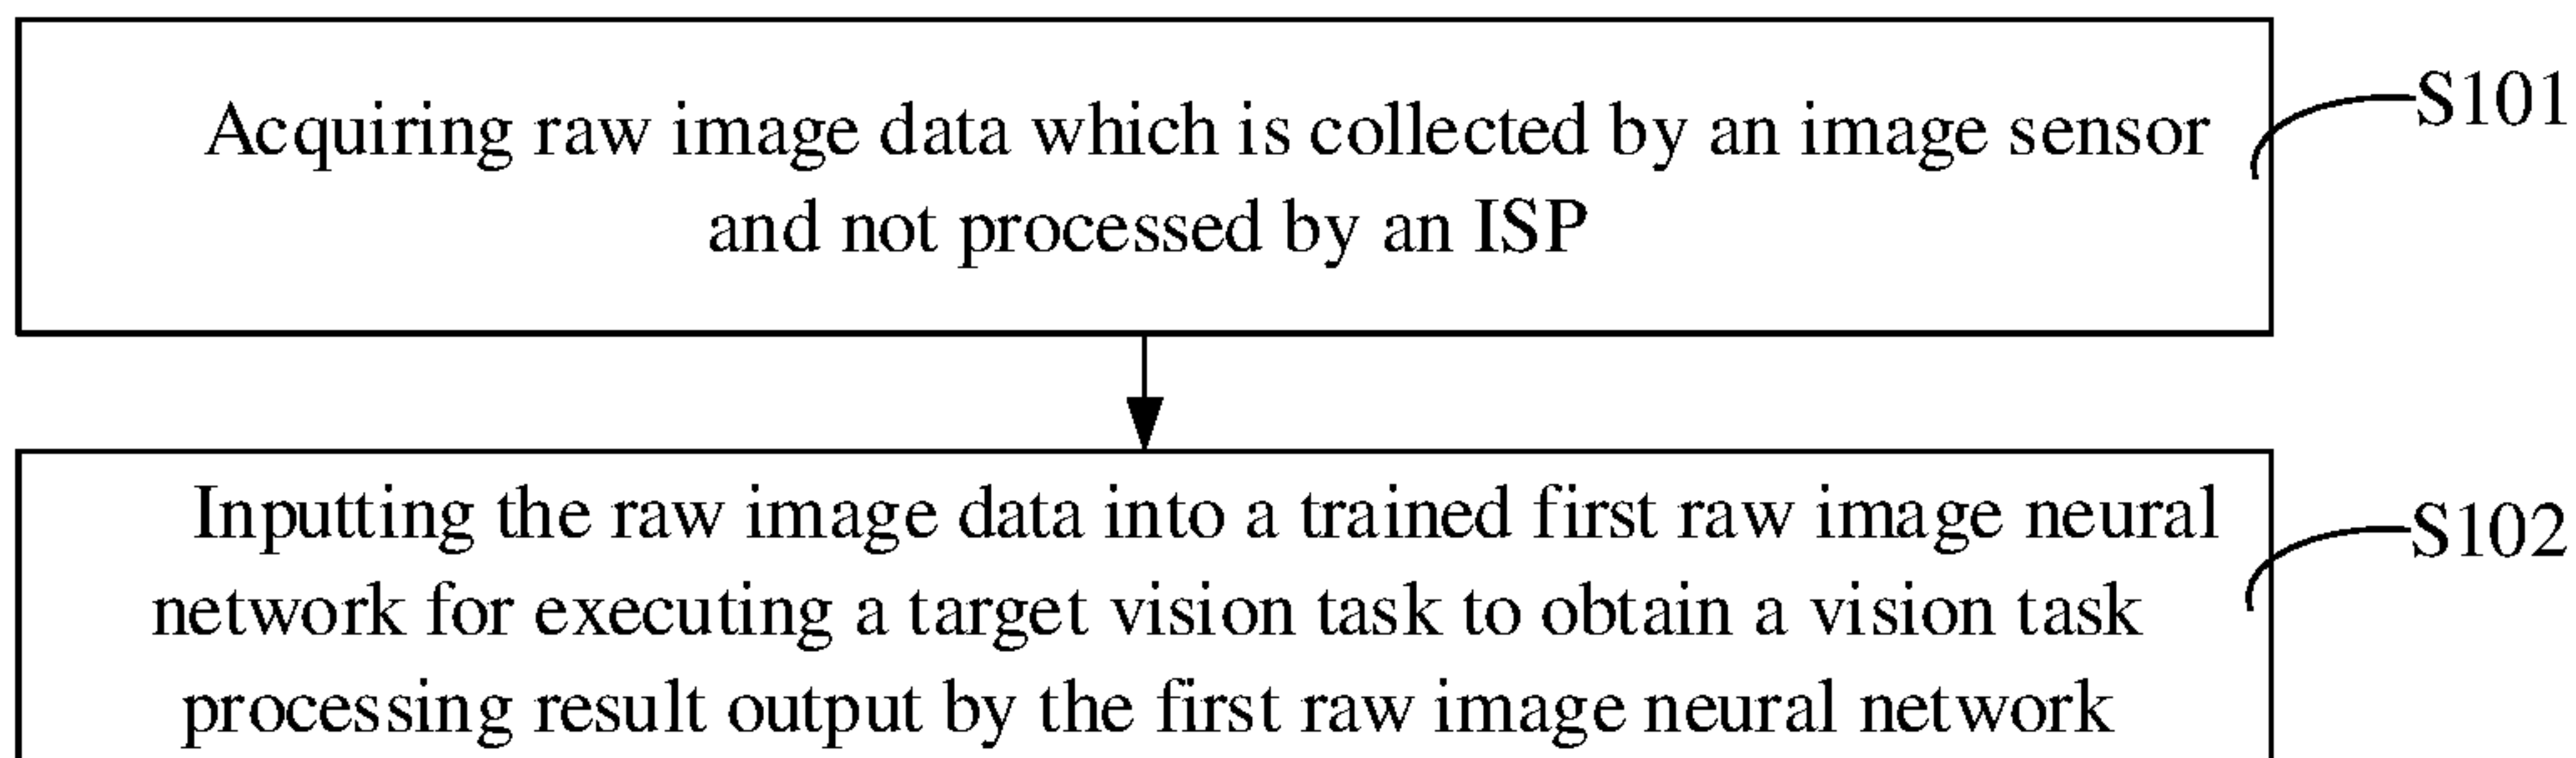 Acquiring raw image data which is collected by an image sensor
and not processed by an ISP
S101
Inputting the raw image data into a trained first raw image neural
network for executing a target vision task to obtain a vision task
processing result output by the first raw image neural network
S102